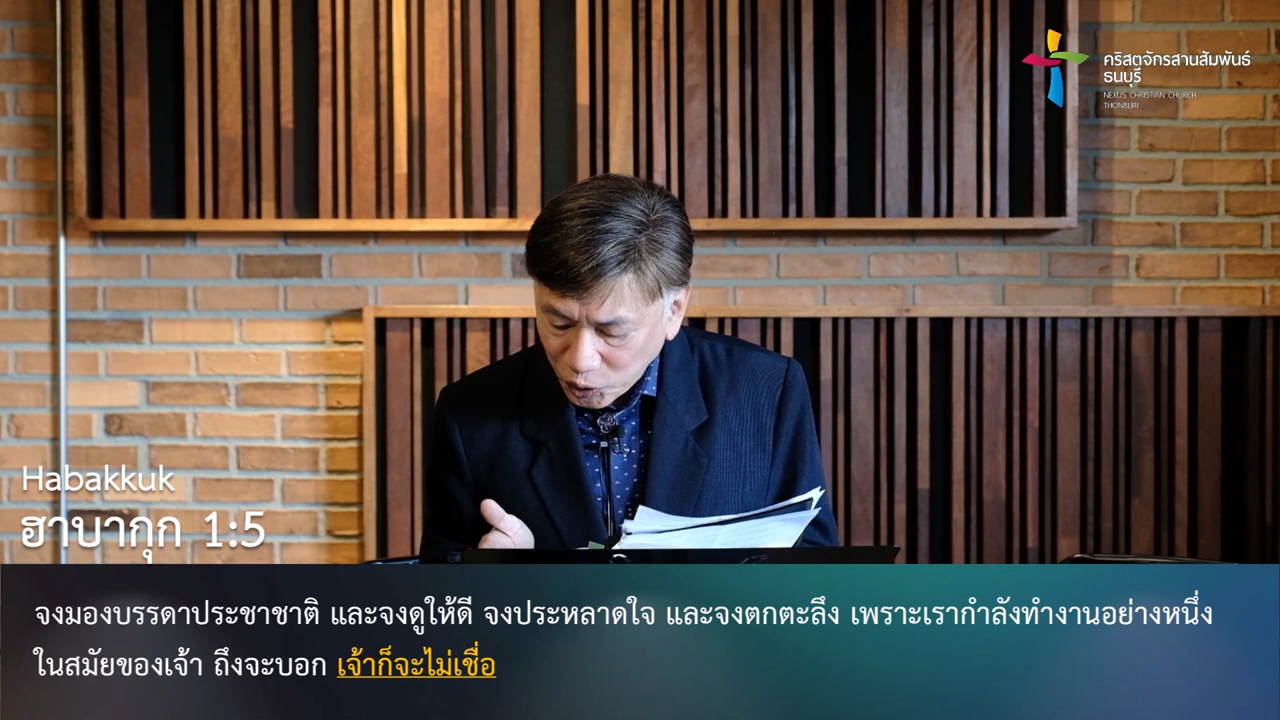 คริสตจักรสานสัมพันธ์
ธนบุรี
NEXUS CHRISTIAN CHURCH
THONBURI
Habakkuk
ฮาบากุก 1:5
จงมองบรรดาประชาชาติ และจงดูให้ดี จงประหลาดใจ และจงตกตะลึง เพราะเรากำลังทำงานอย่างหนึ่ง
ในสมัยของเจ้า ถึงจะบอก เจ้าก็จะไม่เชื่อ